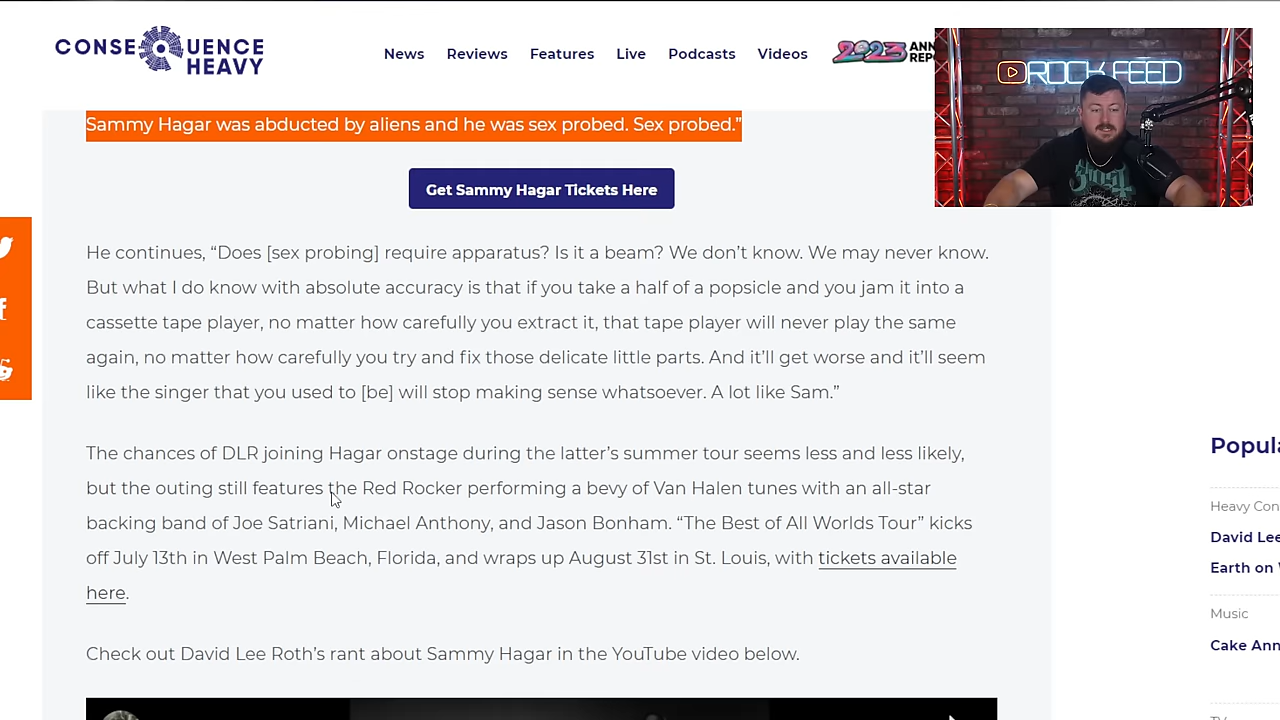 CONSEQUENCE
HEAVY
News Reviews Features Live Podcasts Videos
2023
ROCK FEED
Sammy Hagar was abducted by aliens and he was sex probed. Sex probed.”
Get Sammy Hagar Tickets Here
He continues, “Does [sex probing] require apparatus? Is it a beam? We don’t know. We may never know.
But what I do know with absolute accuracy is that if you take a half of a popsicle and you jam it into a
cassette tape player, no matter how carefully you extract it, that tape player will never play the same
again, no matter how carefully you try and fix those delicate little parts. And it’ll get worse and it’ll seem
like the singer that you used to [be] will stop making sense whatsoever. A lot like Sam.”
The chances of DLR joining Hagar onstage during the latter’s summer tour seems less and less likely,
but the outing still features the Red Rocker performing a bevy of Van Halen tunes with an all-star
backing band of Joe Satriani, Michael Anthony, and Jason Bonham. “The Best of All Worlds Tour” kicks
off July 13th in West Palm Beach, Florida, and wraps up August 31st in St. Louis, with tickets available
here.
Check out David Lee Roth’s rant about Sammy Hagar in the YouTube video below.
Popula
Heavy Con
David Lee
Earth on
Music
Cake Ann